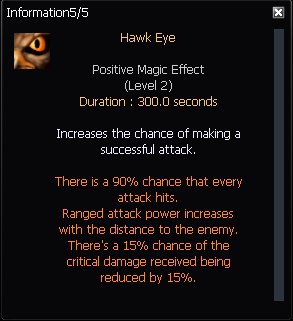 Information5/5
Hawk Eye
Positive Magic Effect
(Level 2)
Duration : 300.0 seconds
Increases the chance of making a
successful attack.
There is a 90% chance that every
attack hits.
Ranged attack power increases
with the distance to the enemy.
There's a 15% chance of the
critical damage received being
reduced by 15%.